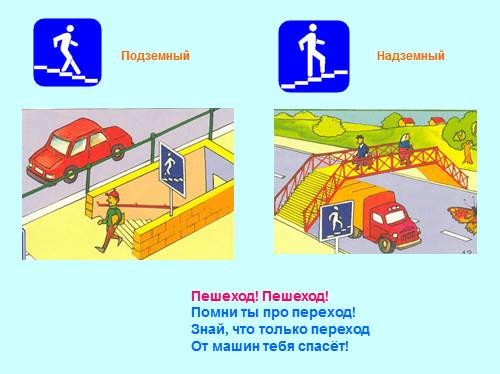 Подземный
Надземный
Пешеход! Пешеход!
Помни ты про переход!
Знай, что только переход
От машин тебя спасёт!